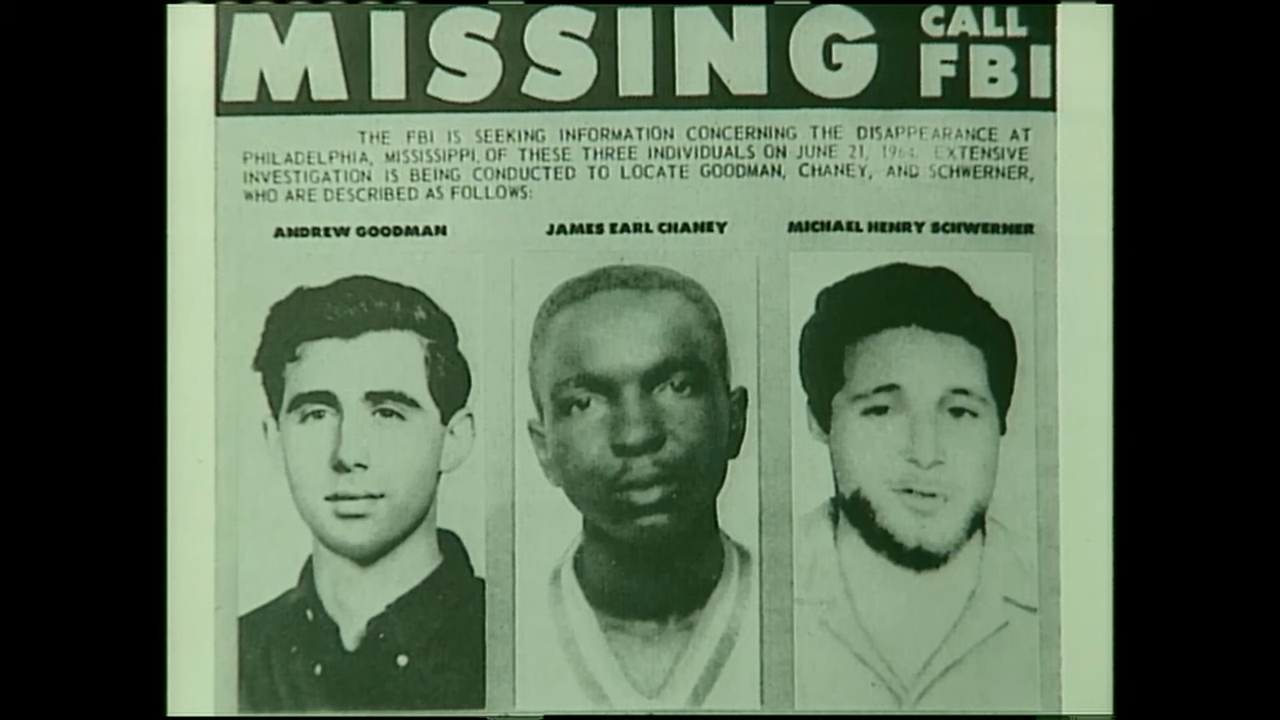 MISSING CALL FBI
THE FBI IS SEEKING INFORMATION CONCERNING THE DISAPPEARANCE AT
PHILADELPHIA, MISSISSIPPI, OF THESE THREE INDIVIDUALS ON JUNE 21, 1964. EXTENSIVE
INVESTIGATION IS BEING CONDUCTED TO LOCATE GOODMAN, CHANEY, AND SCHWERNER,
WHO ARE DESCRIBED AS FOLLOWS:
ANDREW GOODMAN
JAMES EARL CHANEY
MICHAEL HENRY SCHWERNER